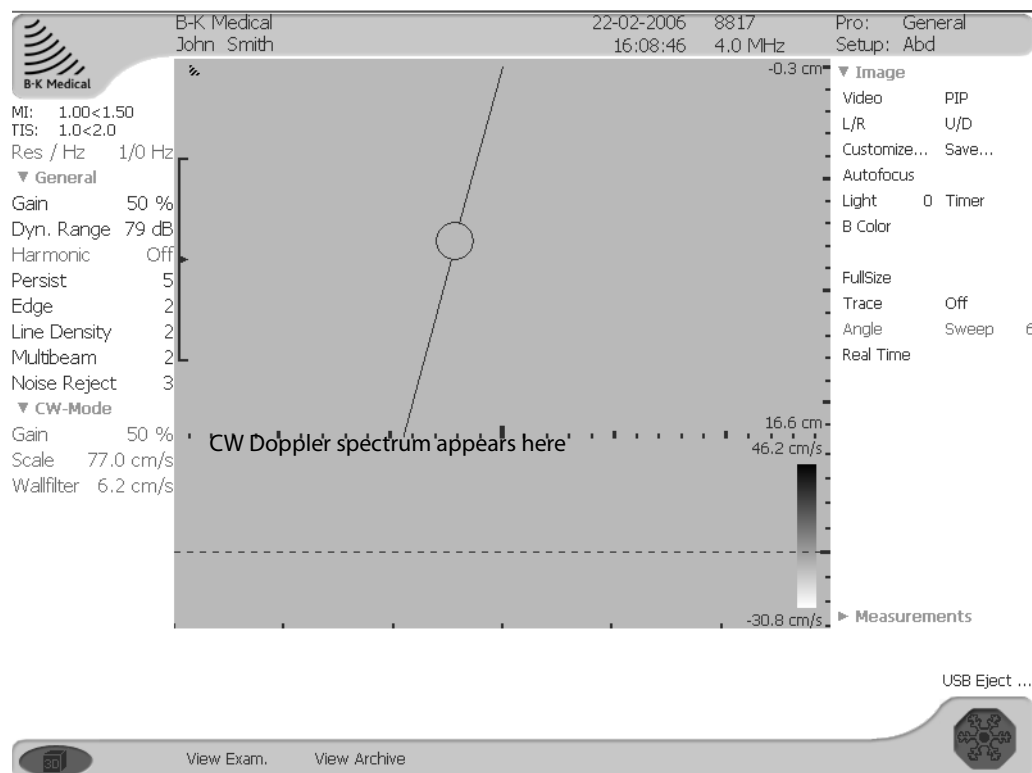 B-K Medical 22-02-2006 8817 Pro: General
John Smith 16:08:46 4.0 MHz Setup: Abd
B-K Medical
MI: 1.00<1.50
TIS: 1.0<2.0
Res / Hz 1/0 Hz
▼ General
Gain 50 %
Dyn. Range 79 dB
Harmonic Off
Persist 5
Edge 2
Line Density 2
Multibeam 2
Noise Reject 3
▼ CW-Mode
Gain 50 %
Scale 77.0 cm/s
Wallfilter 6.2 cm/s
-0.3 cm
16.6 cm
CW Doppler spectrum appears here
46.2 cm/s
-30.8 cm/s
▼ Image
Video PIP
L/R U/D
Customize... Save...
Autofocus
Light 0 Timer
B Color
FullSize
Trace Off
Angle Sweep 6
Real Time
► Measurements
USB Eject ...
3D View Exam. View Archive